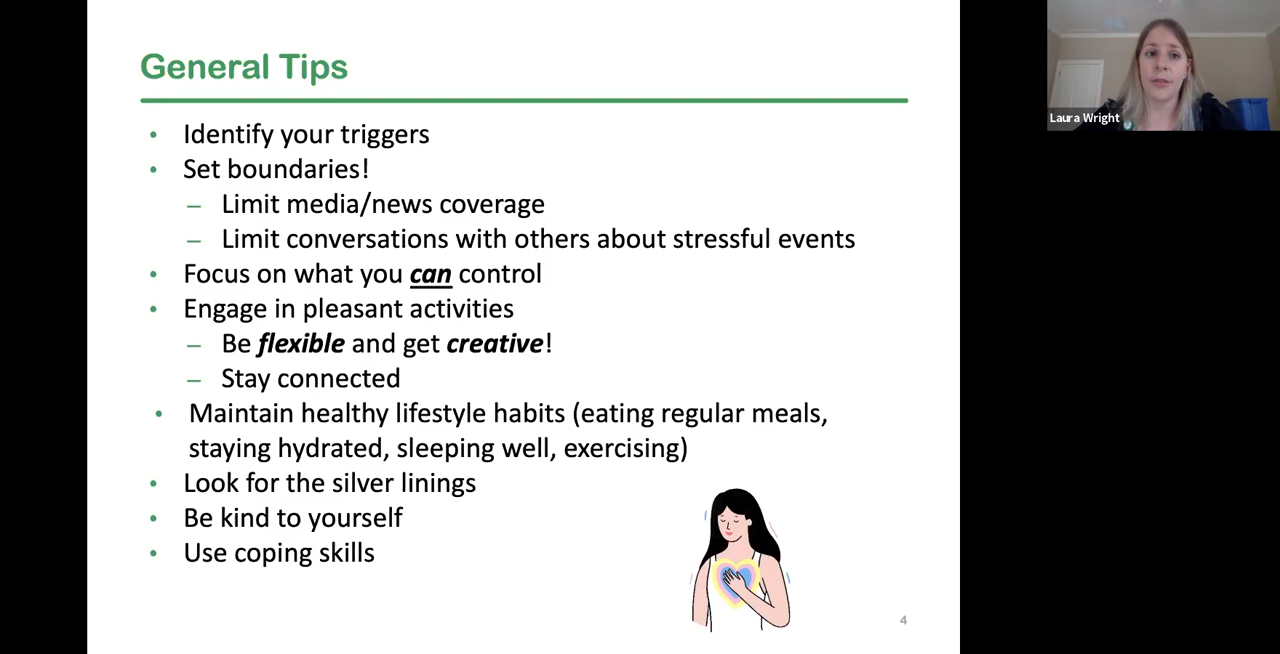 General Tips
• Identify your triggers
• Set boundaries!
– Limit media/news coverage
– Limit conversations with others about stressful events
• Focus on what you can control
• Engage in pleasant activities
– Be flexible and get creative!
– Stay connected
• Maintain healthy lifestyle habits (eating regular meals,
staying hydrated, sleeping well, exercising)
• Look for the silver linings
• Be kind to yourself
• Use coping skills
4
Laura Wright